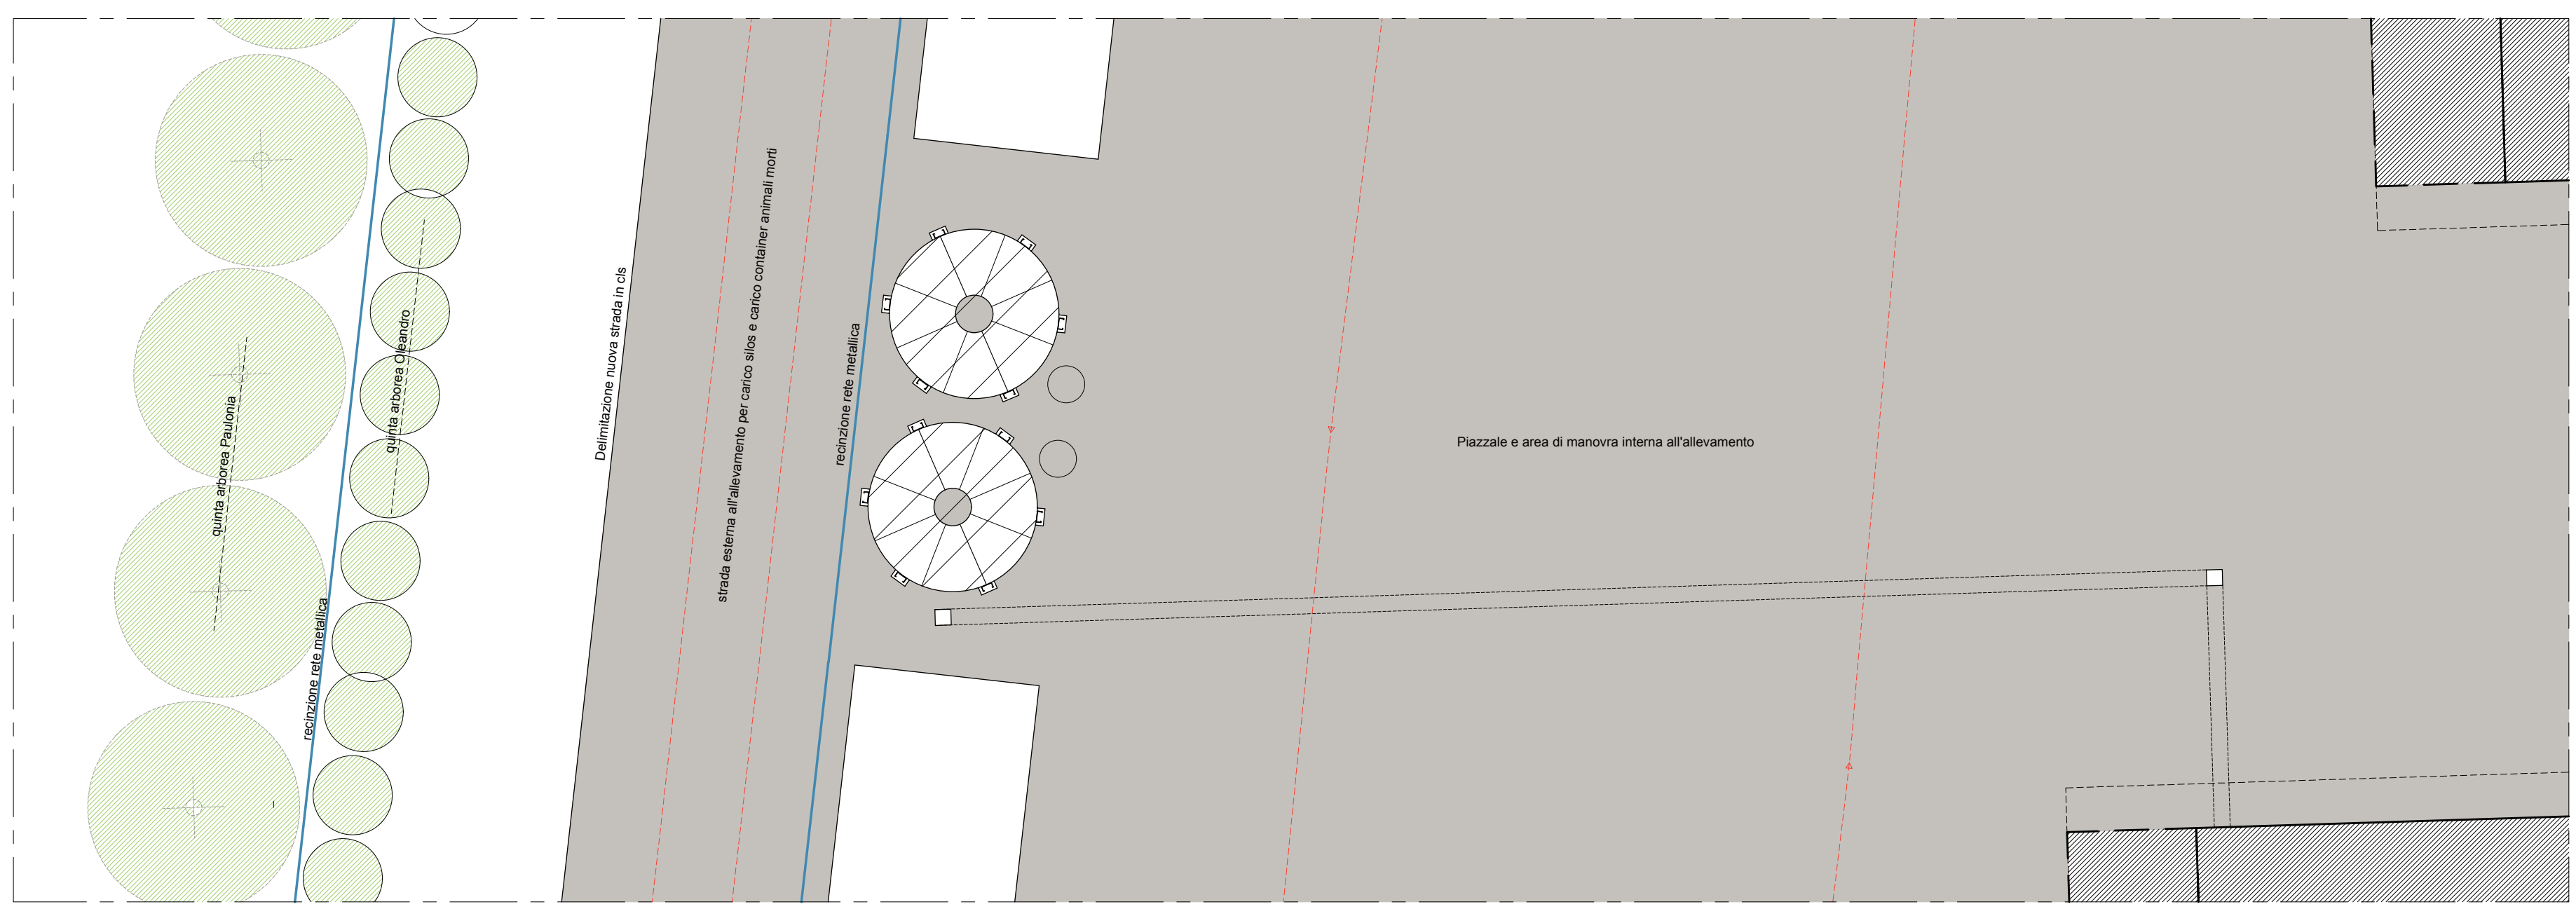 quinta arborea Paulonia
recinzione rete metallica
quinta arborea Oleandro
Delimitazione nuova strada in cls
strada esterna all'allevamento per carico silos e carico container animali morti
recinzione rete metallica
Piazzale e area di manovra interna all'allevamento